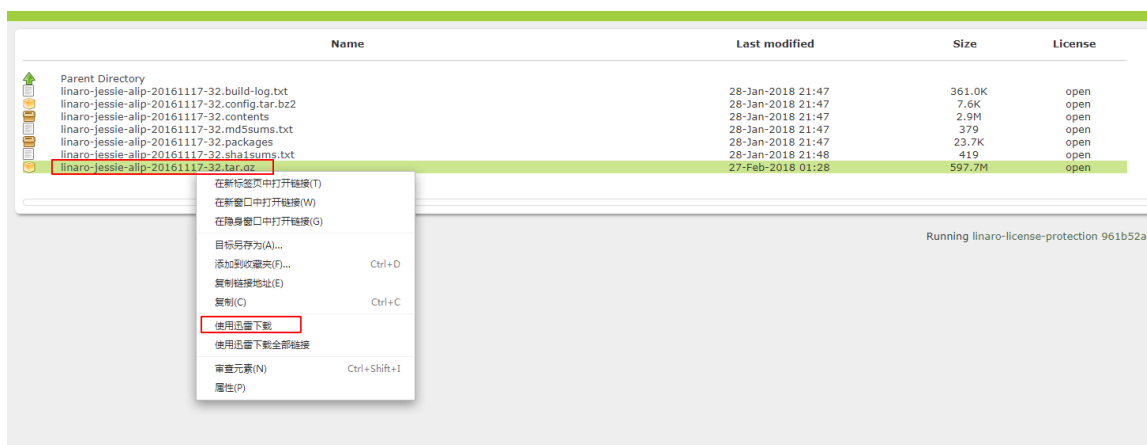 Name Last modified Size License
Parent Directory
linaro-jessie-alip-20161117-32.build-log.txt 28-Jan-2018 21:47 361.0K open
linaro-jessie-alip-20161117-32.config.tar.bz2 28-Jan-2018 21:47 7.6K open
linaro-jessie-alip-20161117-32.contents 28-Jan-2018 21:47 2.9M open
linaro-jessie-alip-20161117-32.md5sums.txt 28-Jan-2018 21:47 379 open
linaro-jessie-alip-20161117-32.packages 28-Jan-2018 21:47 23.7K open
linaro-jessie-alip-20161117-32.sha1sums.txt 28-Jan-2018 21:48 419 open
linaro-jessie-alip-20161117-32.tar.gz 27-Feb-2018 01:28 597.7M open
在新标签页中打开链接(T)
在新窗口中打开链接(W)
在隐身窗口中打开链接(G)
目标另存为(A)...
添加到收藏夹(F)... Ctrl+D
复制链接地址(E)
复制(C) Ctrl+C
使用迅雷下载
使用迅雷下载全部链接
审查元素(N) Ctrl+Shift+I
属性(P)
Running linaro-license-protection 961b52a